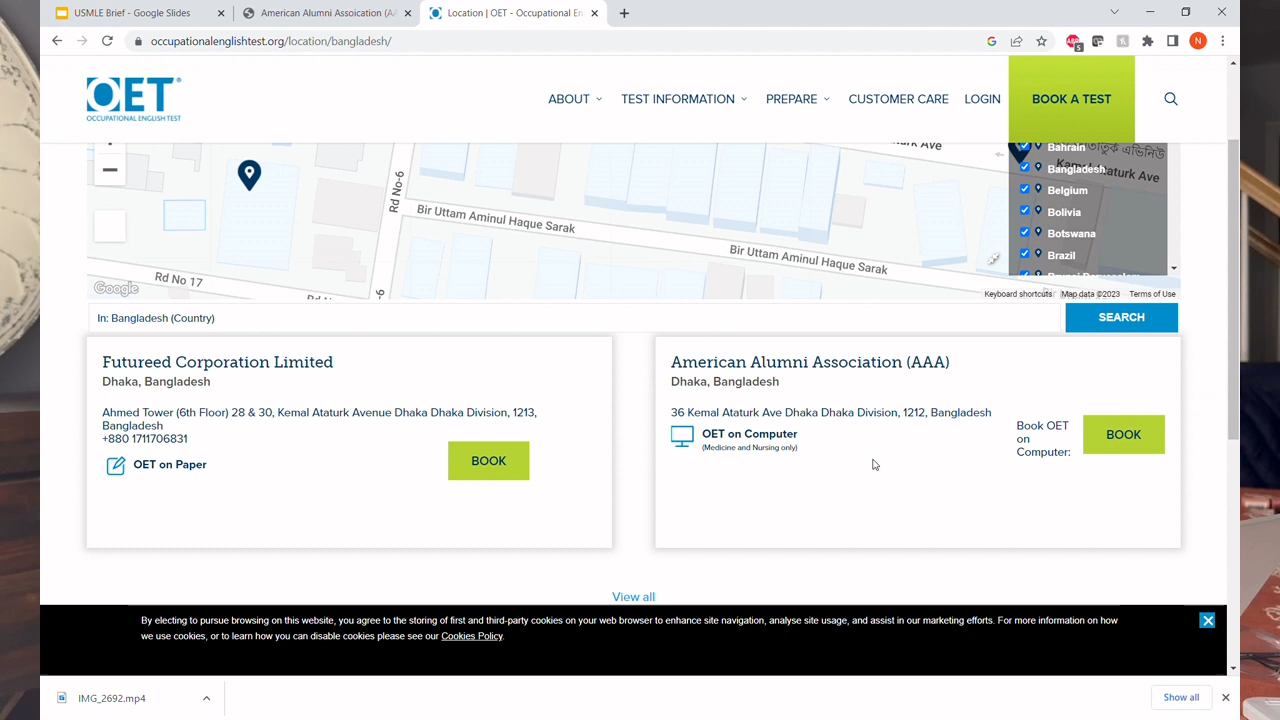 USMLE Brief - Google Slides
American Alumni Assoication (AA
Location | OET - Occupational En
occupationalenglishtest.org/location/bangladesh/
5
N
OET
OCCUPATIONAL ENGLISH TEST
ABOUT
TEST INFORMATION
PREPARE
CUSTOMER CARE
LOGIN
BOOK A TEST
Rd No-6
Bir Uttam Aminul Haque Sarak
Bir Uttam Aminul Haque Sarak
Rd No 17
Google
Bahrain
Bangladesh
Belgium
Bolivia
Botswana
Brazil
Keyboard shortcuts
Map data ©2023
Terms of Use
In: Bangladesh (Country)
SEARCH
Futureed Corporation Limited
Dhaka, Bangladesh
Ahmed Tower (6th Floor) 28 & 30, Kemal Ataturk Avenue Dhaka Dhaka Division, 1213,
Bangladesh
+880 1711706831
OET on Paper
BOOK
American Alumni Association (AAA)
Dhaka, Bangladesh
36 Kemal Ataturk Ave Dhaka Dhaka Division, 1212, Bangladesh
OET on Computer
(Medicine and Nursing only)
Book OET
on
Computer:
BOOK
View all
By electing to pursue browsing on this website, you agree to the storing of first and third-party cookies on your web browser to enhance site navigation, analyse site usage, and assist in our marketing efforts. For more information on how
we use cookies, or to learn how you can disable cookies please see our Cookies Policy.
IMG_2692.mp4
Show all